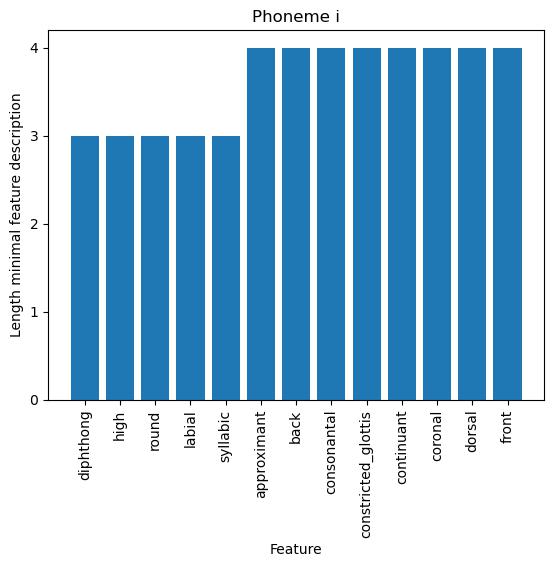 Phoneme i
Length minimal feature description
4
3
2
1
0
diphthong
high
round
labial
syllabic
approximant
back
consonantal
constricted_glottis
continuant
coronal
dorsal
front
Feature